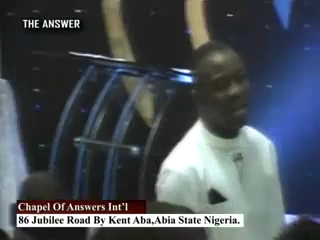 THE ANSWER
Chapel Of Answers Int'l
86 Jubilee Road By Kent Aba,Abia State Nigeria.